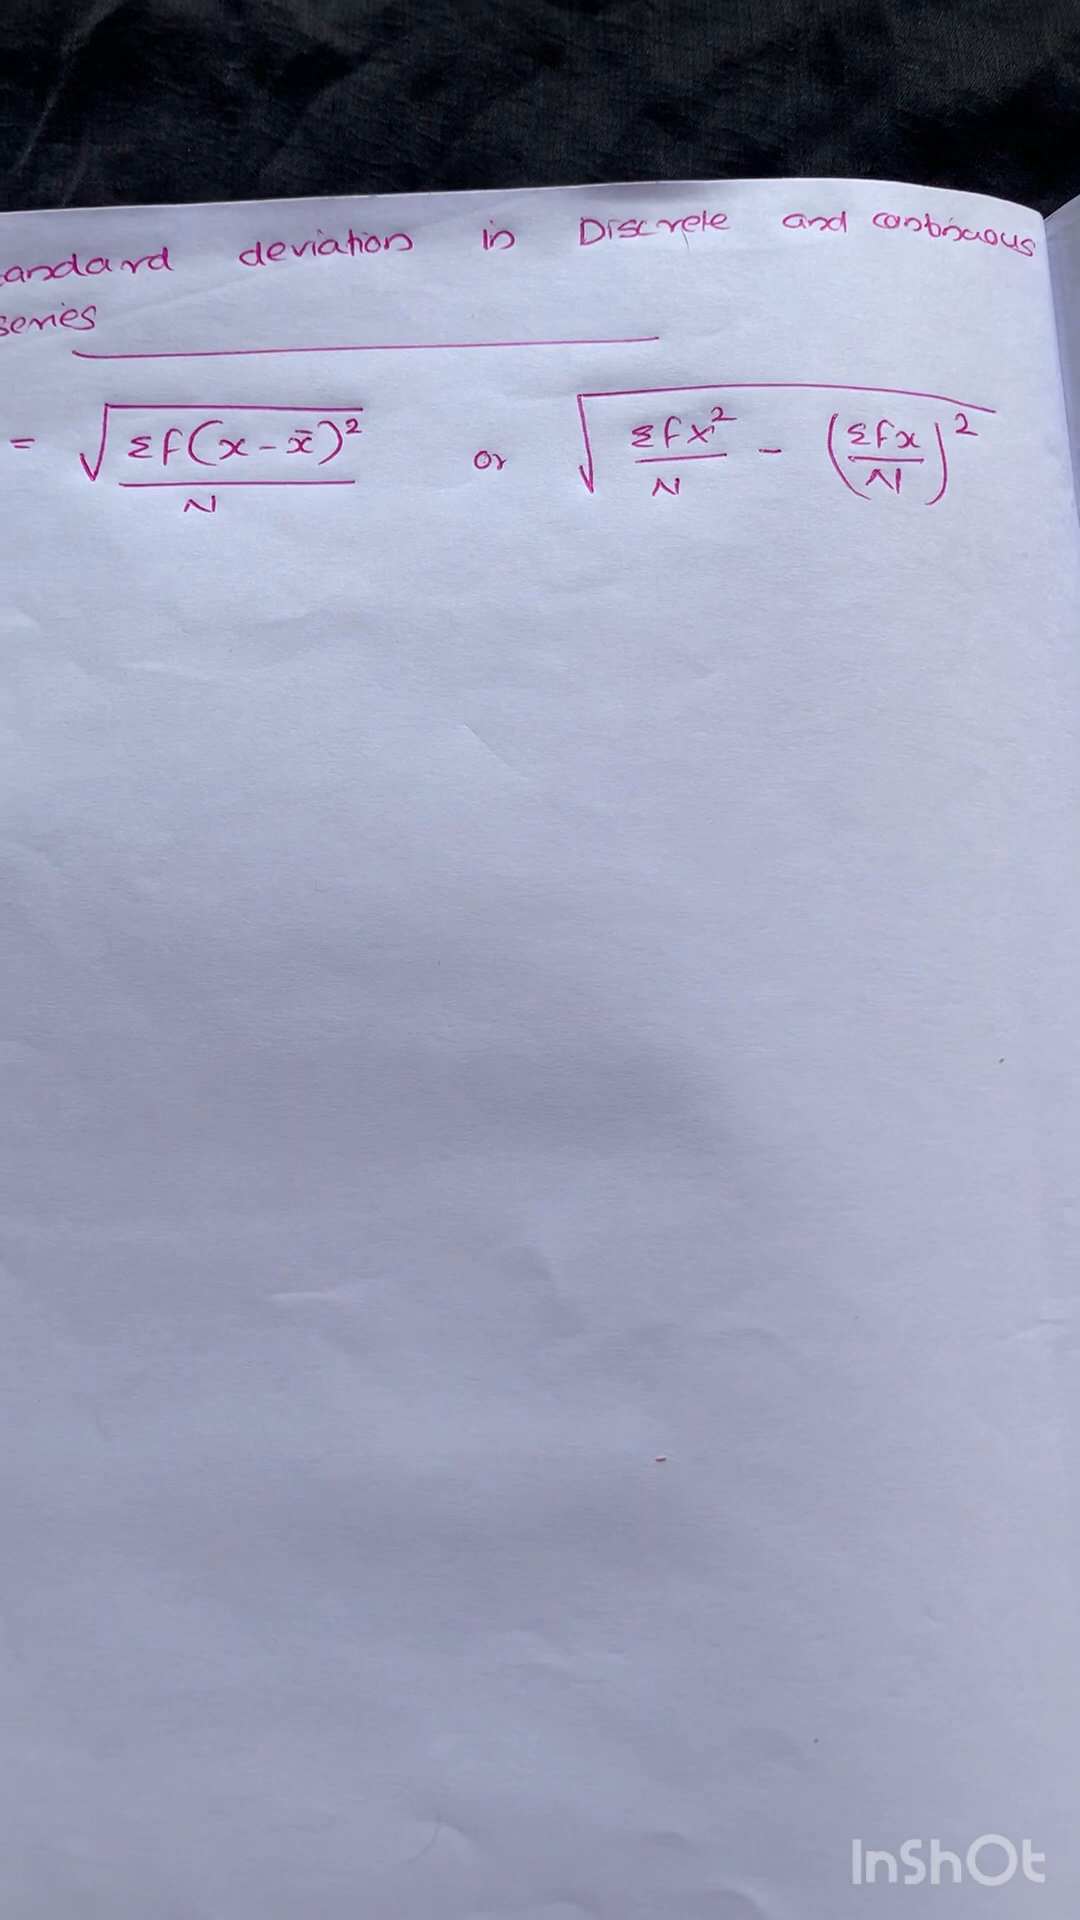 andard deviation in Discrete and continuous
series
= √Σf(x-x̄)²/N or √Σfx²/N - (Σfx/N)²
InShOt